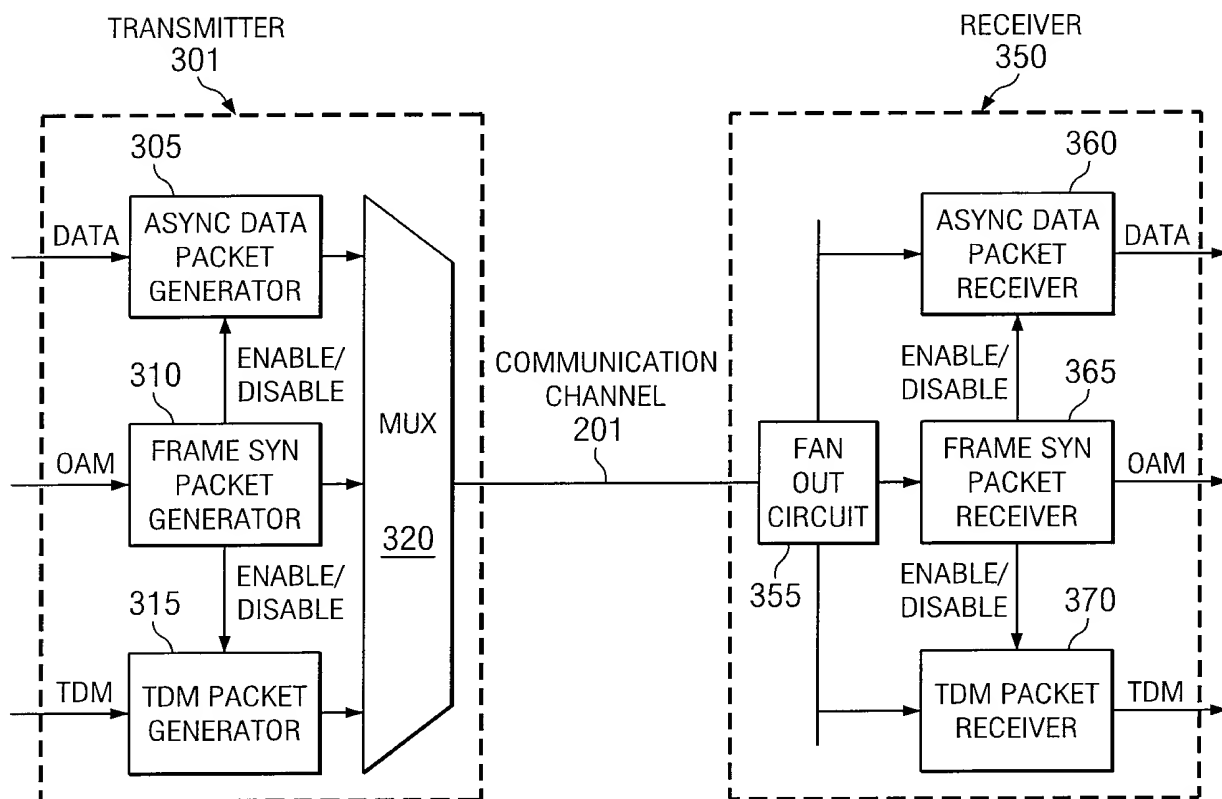 TRANSMITTER
301
RECEIVER
350
305
ASYNC DATA
PACKET
GENERATOR
DATA
ENABLE/
DISABLE
310
FRAME SYN
PACKET
GENERATOR
OAM
ENABLE/
DISABLE
315
TDM PACKET
GENERATOR
TDM
MUX
320
COMMUNICATION
CHANNEL
201
FAN
OUT
CIRCUIT
355
360
ASYNC DATA
PACKET
RECEIVER
DATA
ENABLE/
DISABLE
365
FRAME SYN
PACKET
RECEIVER
OAM
ENABLE/
DISABLE
370
TDM PACKET
RECEIVER
TDM